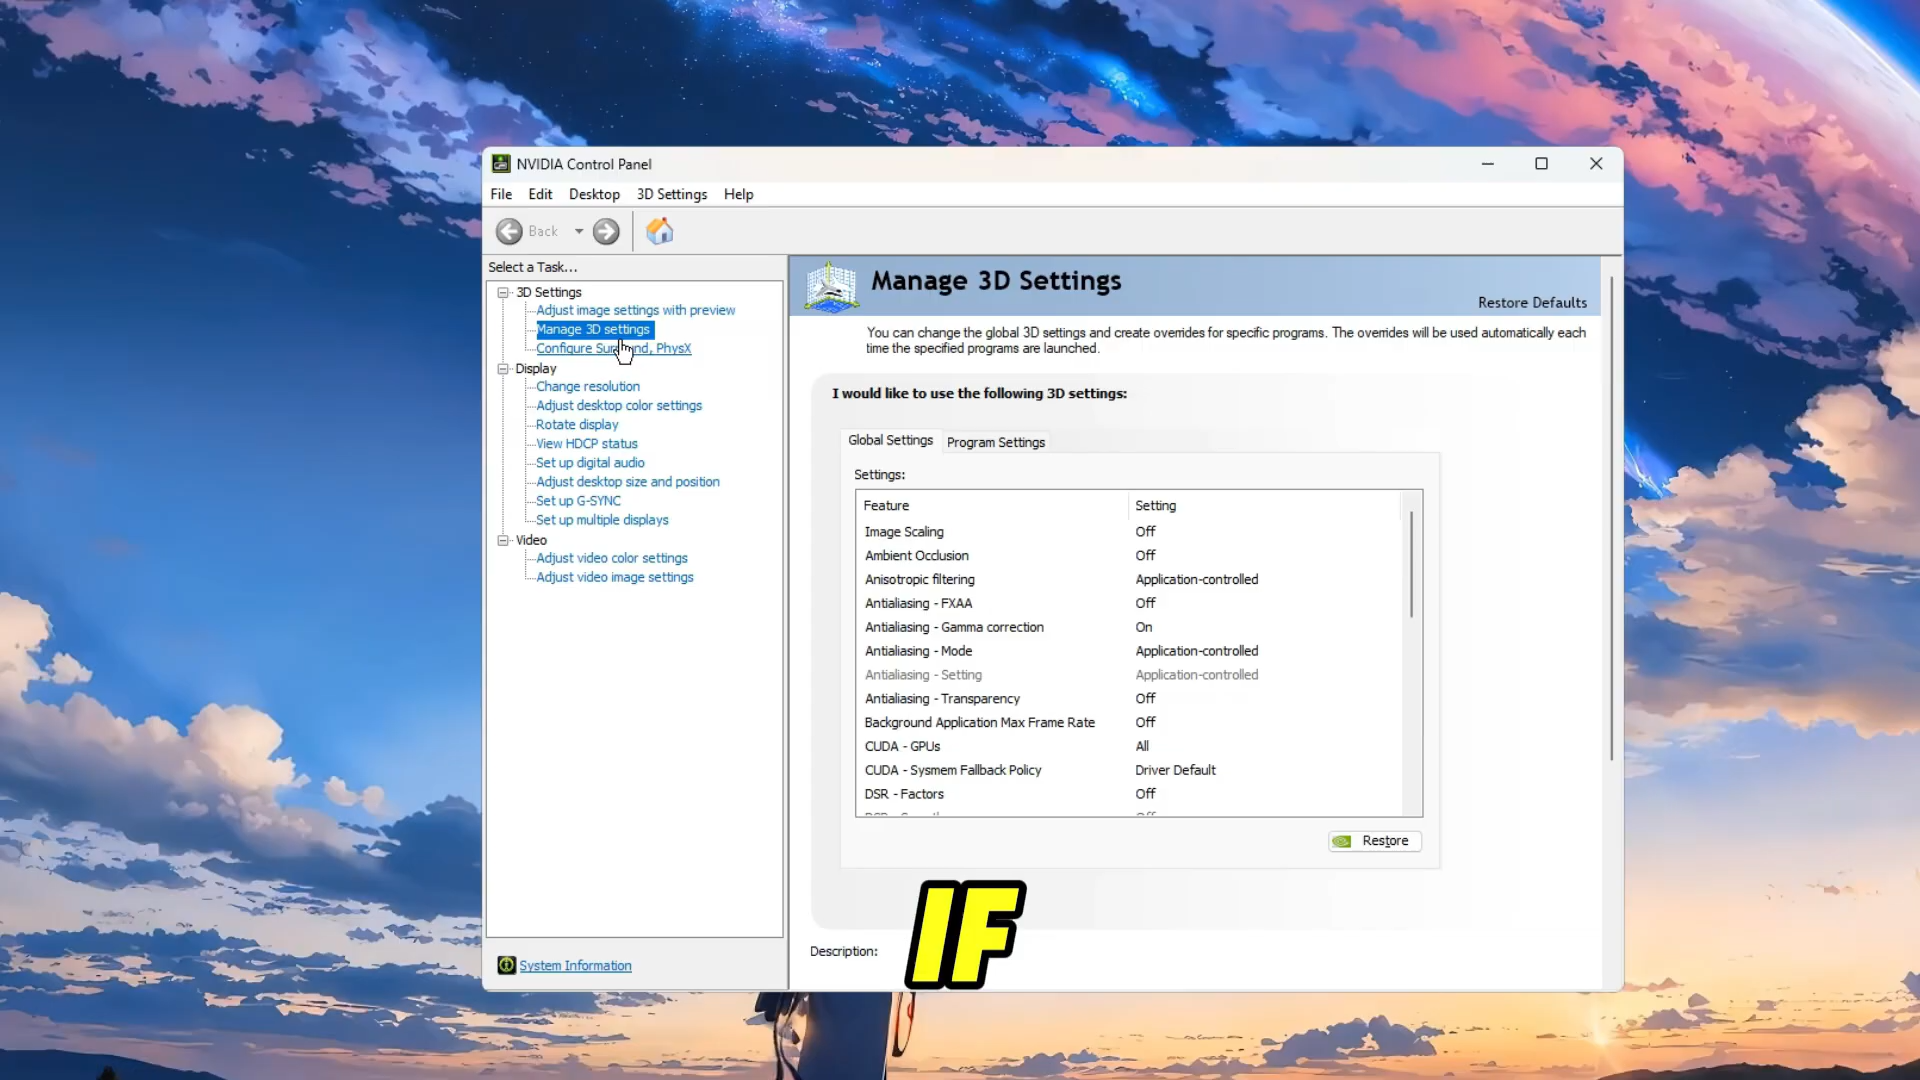 NVIDIA Control Panel
File Edit Desktop 3D Settings Help
Back
Select a Task...
3D Settings
Adjust image settings with preview
Manage 3D settings
Configure Surround, PhysX
Display
Change resolution
Adjust desktop color settings
Rotate display
View HDCP status
Set up digital audio
Adjust desktop size and position
Set up G-SYNC
Set up multiple displays
Video
Adjust video color settings
Adjust video image settings
System Information
Manage 3D Settings
Restore Defaults
You can change the global 3D settings and create overrides for specific programs. The overrides will be used automatically each
time the specified programs are launched.
I would like to use the following 3D settings:
Global Settings Program Settings
Settings:
Feature Setting
Image Scaling Off
Ambient Occlusion Off
Anisotropic filtering Application-controlled
Antialiasing - FXAA Off
Antialiasing - Gamma correction On
Antialiasing - Mode Application-controlled
Antialiasing - Setting Application-controlled
Antialiasing - Transparency Off
Background Application Max Frame Rate Off
CUDA - GPUs All
CUDA - Sysmem Fallback Policy Driver Default
DSR - Factors Off
Restore
Description:
IF